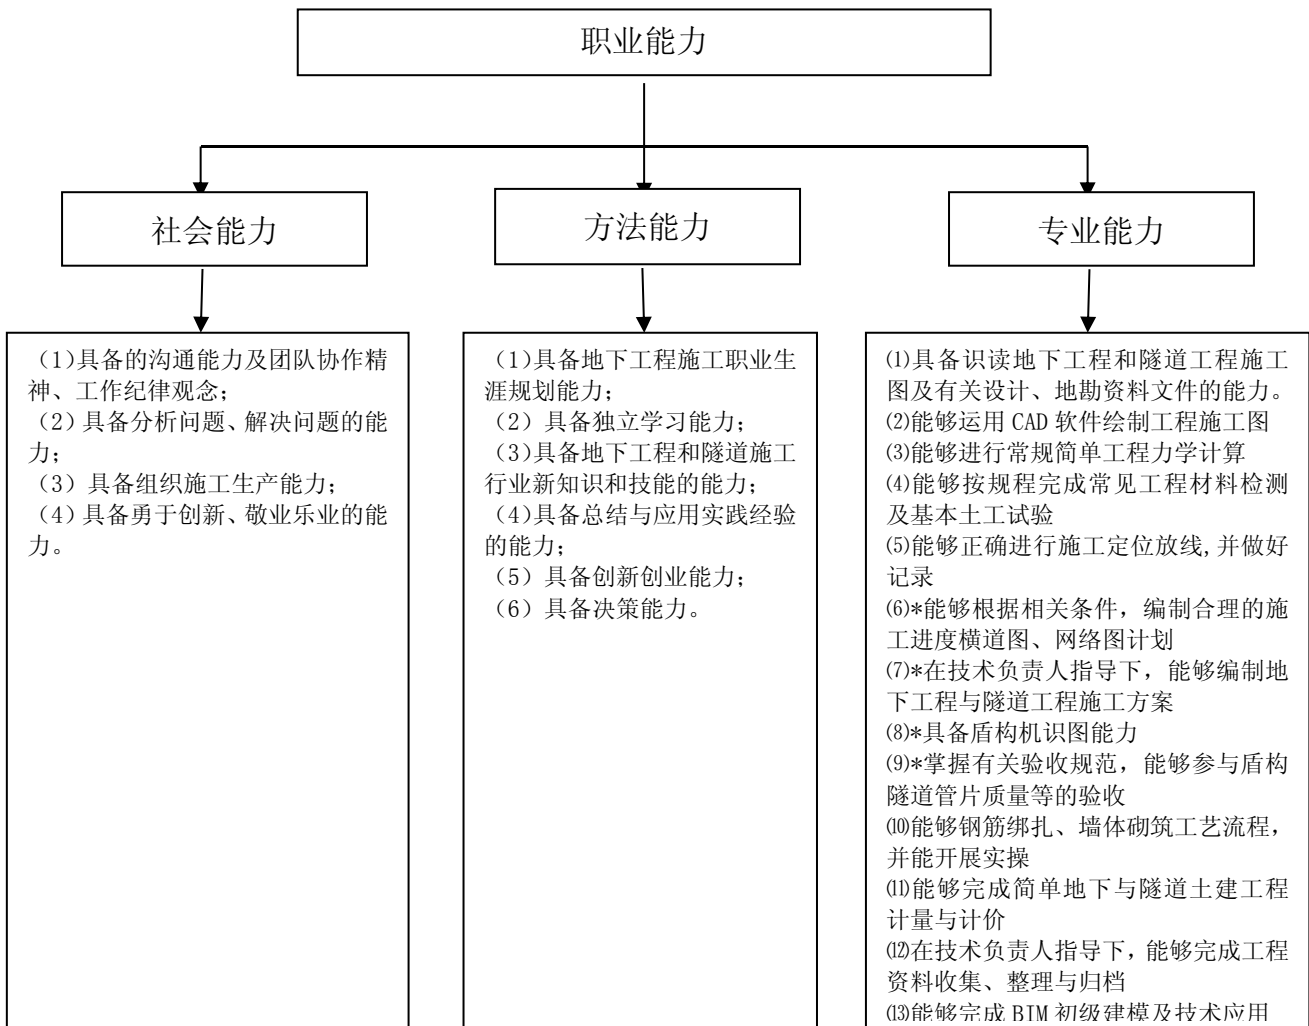 职业能力
社会能力
方法能力
专业能力
（1）具备的沟通能力及团队协作精
神、工作纪律观念；
（2）具备分析问题、解决问题的能
力；
（3）具备组织施工生产能力；
（4）具备勇于创新、敬业乐业的能
力。
（1）具备地下工程施工职业生
涯规划能力；
（2）具备独立学习能力；
（3）具备地下工程和隧道施工
行业新知识和技能的能力；
（4）具备总结与应用实践经验
的能力；
（5）具备创新创业能力；
（6）具备决策能力。
⑴具备识读地下工程和隧道工程施工
图及有关设计、地勘资料文件的能力。
⑵能够运用 CAD 软件绘制工程施工图
⑶能够进行常规简单工程力学计算
⑷能够按规程完成常见工程材料检测
及基本土工试验
⑸能够正确进行施工定位放线,并做好
记录
⑹*能够根据相关条件，编制合理的施
工进度横道图、网络图计划
⑺*在技术负责人指导下，能够编制地
下工程与隧道工程施工方案
⑻*具备盾构机识图能力
⑼*掌握有关验收规范，能够参与盾构
隧道管片质量等的验收
⑽能够钢筋绑扎、墙体砌筑工艺流程，
并能开展实操
⑾能够完成简单地下与隧道土建工程
计量与计价
⑿在技术负责人指导下，能够完成工程
资料收集、整理与归档
⒀能够完成 BIM 初级建模及技术应用